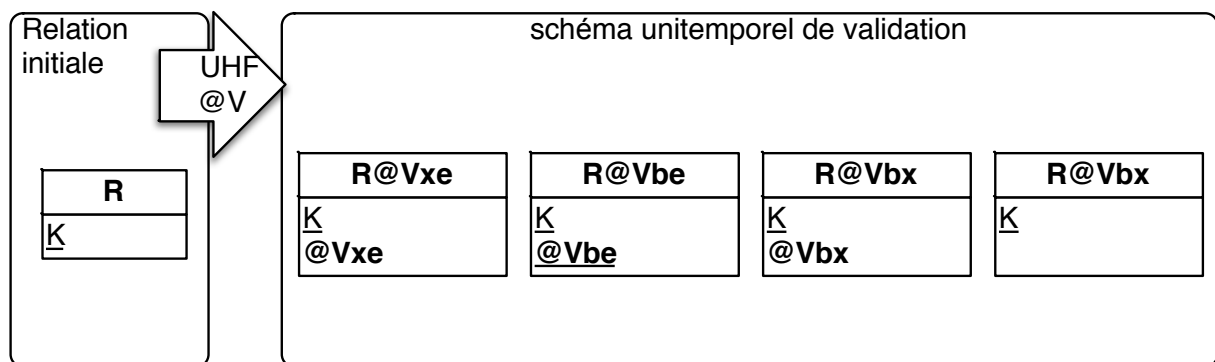 Relation
initiale
UHF
@V
schéma unitemporel de validation
R
K
R@Vxe
K
@Vxe
R@Vbe
K
@Vbe
R@Vbx
K
@Vbx
R@Vbx
K